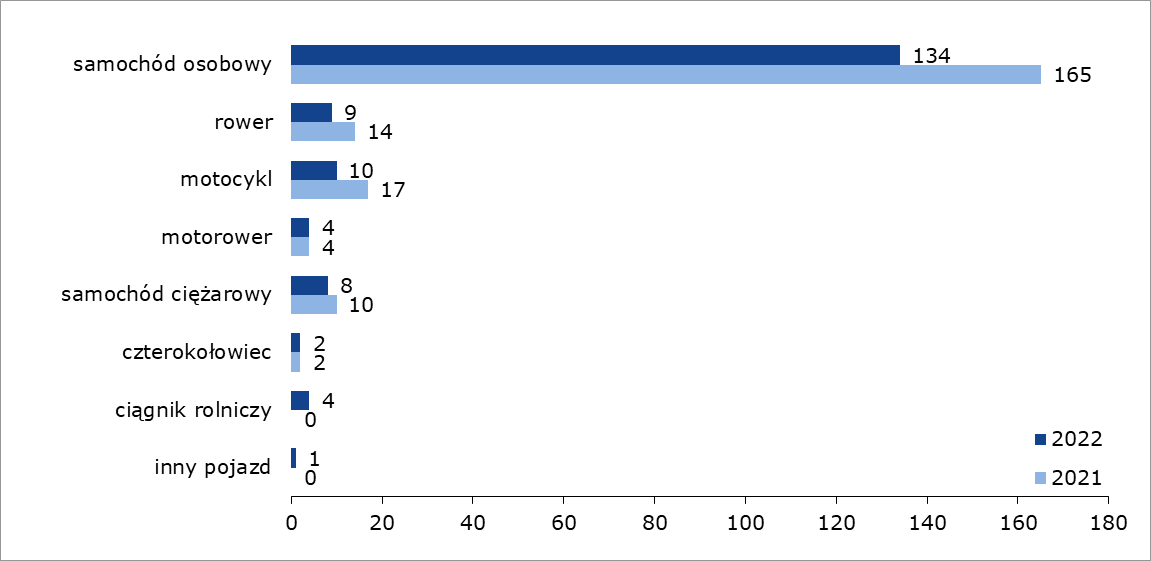 samochód osobowy
134
165
rower
9
14
motocykl
10
17
motorower
4
4
samochód ciężarowy
8
10
czterokołowiec
2
2
ciągnik rolniczy
4
0
inny pojazd
1
0
2022
2021
0 20 40 60 80 100 120 140 160 180